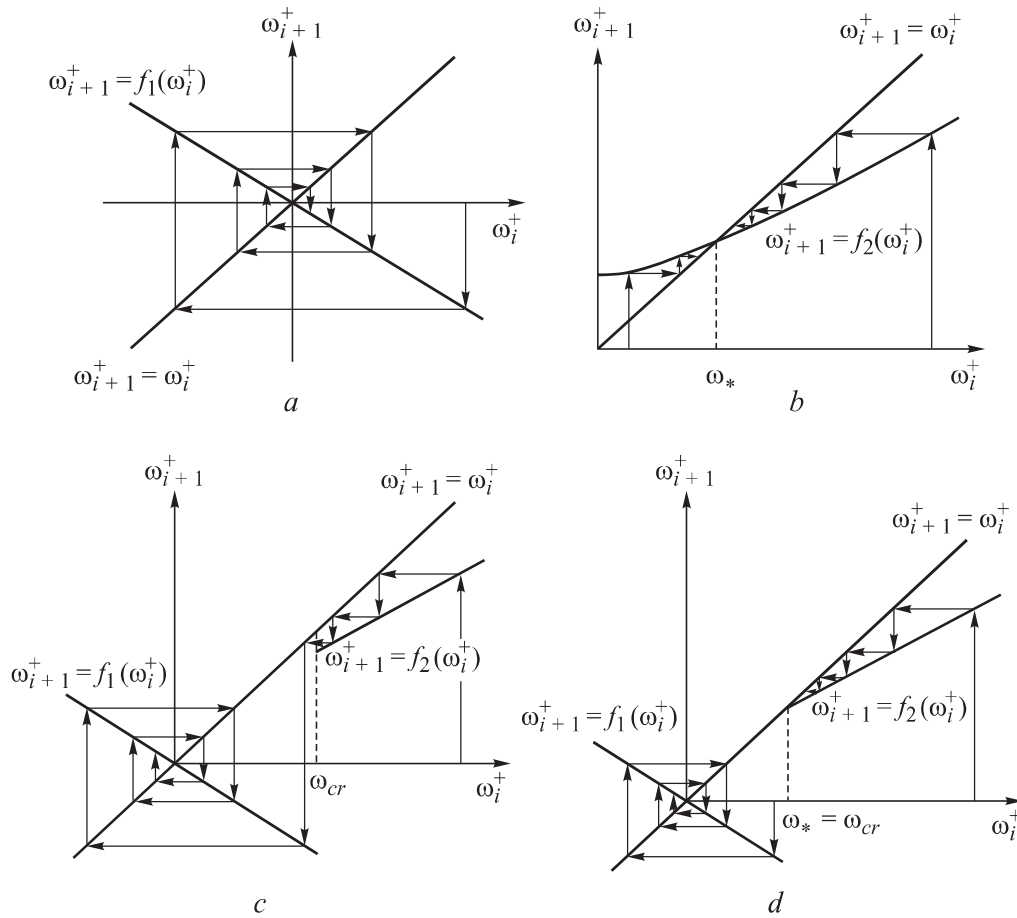 ω⁺ᵢ₊₁
ω⁺ᵢ₊₁ = f₁(ω⁺ᵢ)
ω⁺ᵢ
ω⁺ᵢ₊₁ = ω⁺ᵢ
a
ω⁺ᵢ₊₁
ω⁺ᵢ₊₁ = ω⁺ᵢ
ω⁺ᵢ₊₁ = f₂(ω⁺ᵢ)
ω*
ω⁺ᵢ
b
ω⁺ᵢ₊₁
ω⁺ᵢ₊₁ = ω⁺ᵢ
ω⁺ᵢ₊₁ = f₁(ω⁺ᵢ)
ω⁺ᵢ₊₁ = f₂(ω⁺ᵢ)
ω_cr
ω⁺ᵢ
c
ω⁺ᵢ₊₁
ω⁺ᵢ₊₁ = ω⁺ᵢ
ω⁺ᵢ₊₁ = f₁(ω⁺ᵢ)
ω⁺ᵢ₊₁ = f₂(ω⁺ᵢ)
ω* = ω_cr
ω⁺ᵢ
d